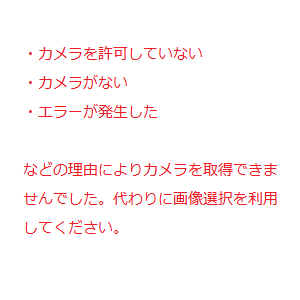 ・カメラを許可していない
・カメラがない
・エラーが発生した
などの理由によりカメラを取得できま
せんでした。代わりに画像選択を利用
してください。